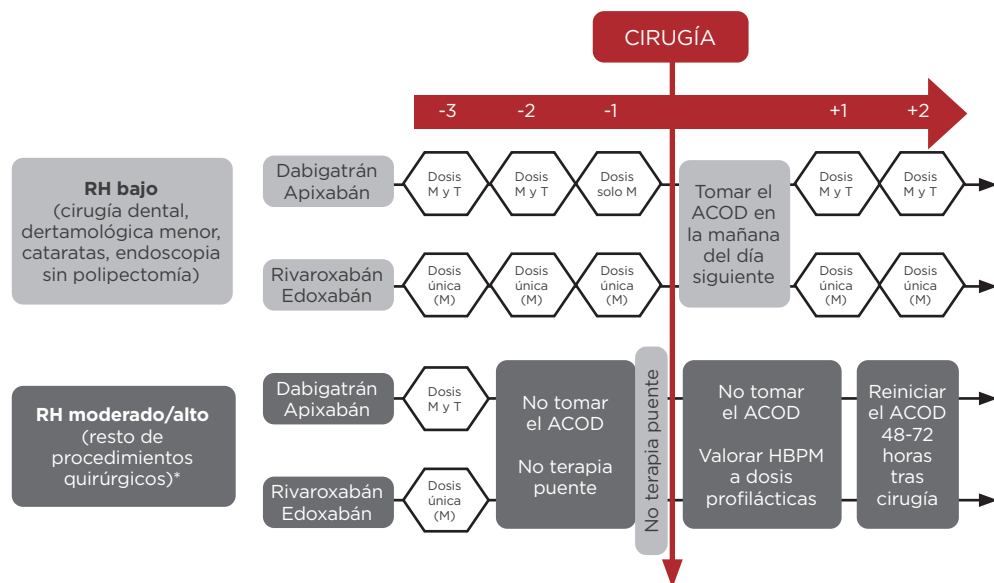 CIRUGÍA
-3
-2
-1
+1
+2
RH bajo
(cirugía dental,
dertamológica menor,
cataratas, endoscopia
sin polipectomía)
Dabigatrán
Apixabán
Dosis
M y T
Dosis
M y T
Dosis
solo M
Tomar el
ACOD en
la mañana
del día
siguiente
Dosis
M y T
Dosis
M y T
Rivaroxabán
Edoxabán
Dosis
única
(M)
Dosis
única (M)
Dosis
única
(M)
Dosis
única
(M)
Dosis
única
(M)
RH moderado/alto
(resto de
procedimientos
quirúrgicos)*
Dabigatrán
Apixabán
Dosis
M y T
No tomar
el ACOD
No terapia
puente
No terapia puente
No tomar
el ACOD
Valorar HBPM
a dosis
profilácticas
Reiniciar
el ACOD
48-72
horas
tras
cirugía
Rivaroxabán
Edoxabán
Dosis
única
(M)